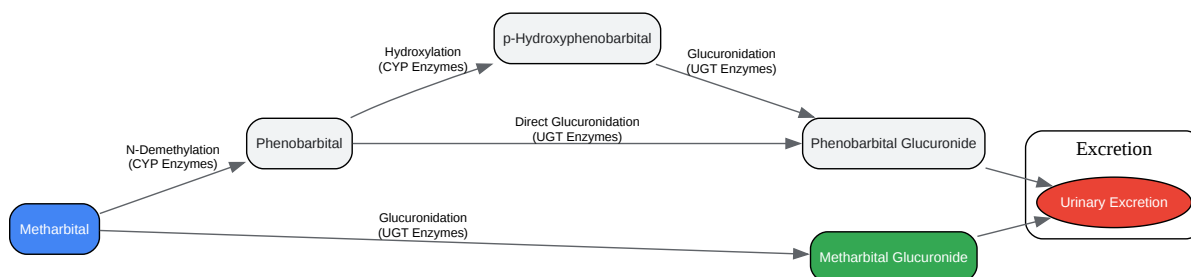 p-Hydroxyphenobarbital
Hydroxylation
(CYP Enzymes)
Glucuronidation
(UGT Enzymes)
Direct Glucuronidation
(UGT Enzymes)
Phenobarbital
Phenobarbital Glucuronide
N-Demethylation
(CYP Enzymes)
Excretion
Urinary Excretion
Metharbital
Glucuronidation
(UGT Enzymes)
Metharbital Glucuronide